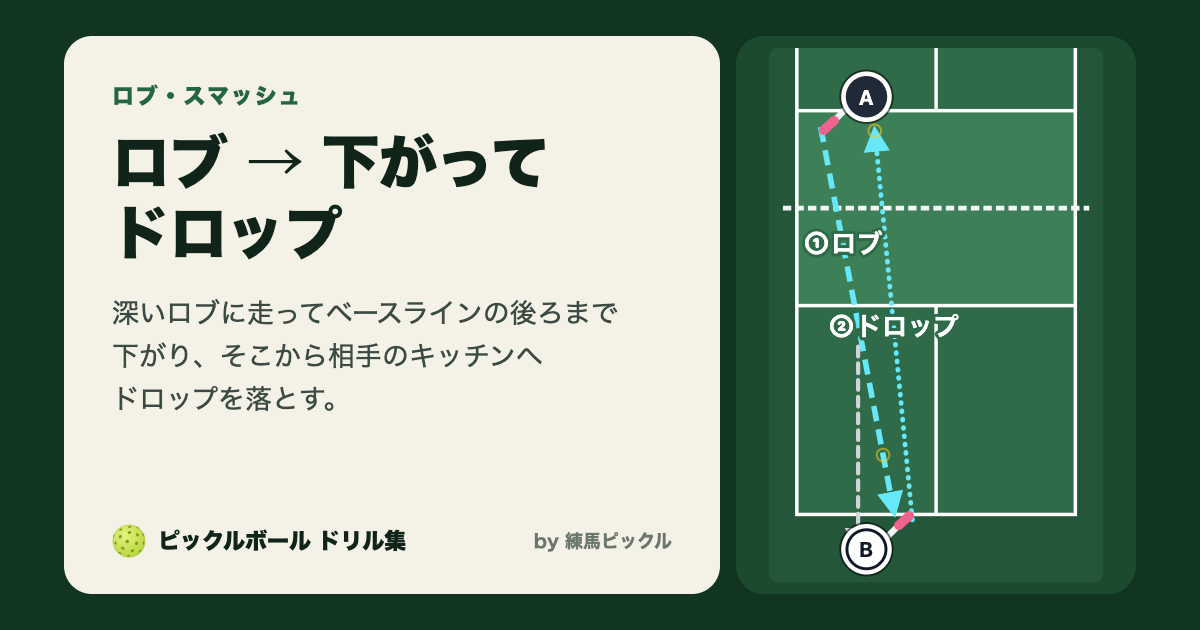 ロブ・スマッシュ
ロブ → 下がって
ドロップ
深いロブに走ってベースラインの後ろまで
下がり、そこから相手のキッチンへ
ドロップを落とす。
ピックルボール ドリル集
by 練馬ピックル
A
①ロブ
②ドロップ
B